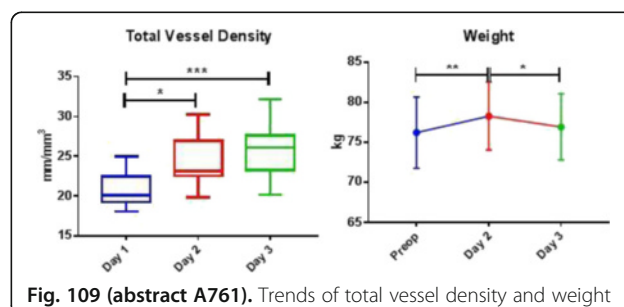 Total Vessel Density
35
30
25
20
15
mm/mm³
***
*
Day 1
Day 2
Day 3
Weight
85
80
75
70
65
kg
**
*
Preop
Day 2
Day 3
Fig. 109 (abstract A761). Trends of total vessel density and weight